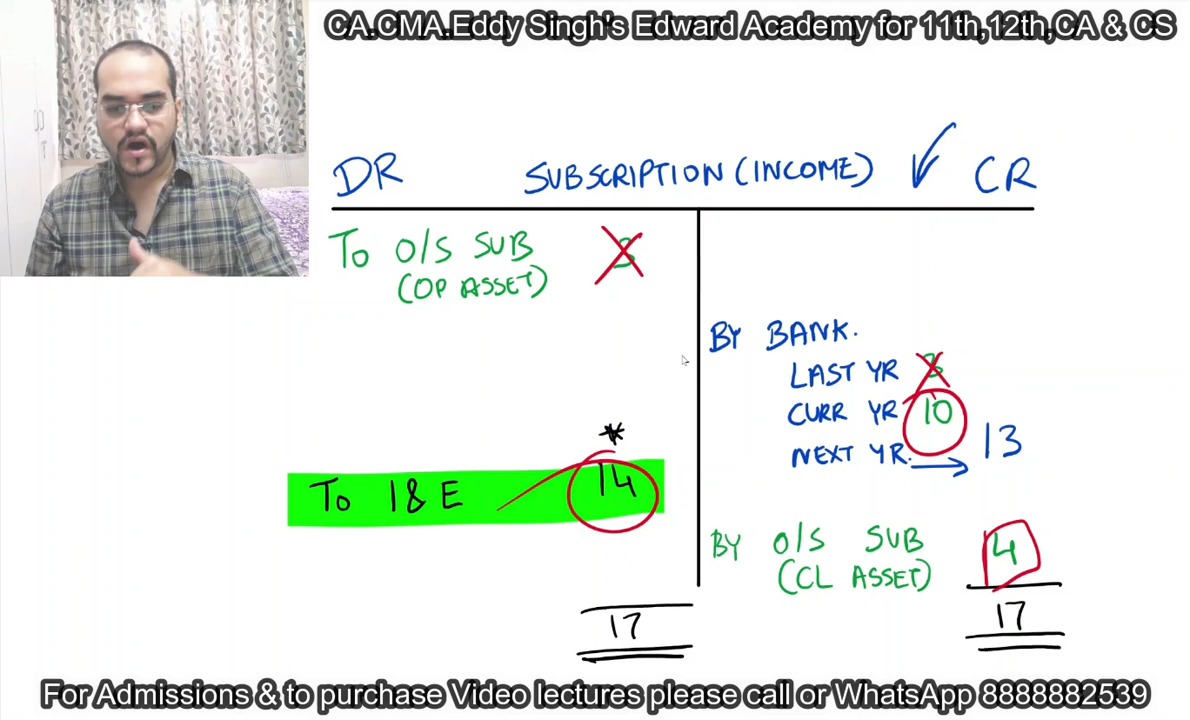 CA.CMA.Eddy Singh's Edward Academy for 11th,12th,CA & CS
DR SUBSCRIPTION (INCOME) CR
To O/S SUB 3
(OP ASSET)
BY BANK.
LAST YR 3
CURR YR 10
NEXT YR. 13
To I & E 14
BY O/S SUB 4
(CL ASSET)
17 17
For Admissions & to purchase Video lectures please call or WhatsApp 8888882539